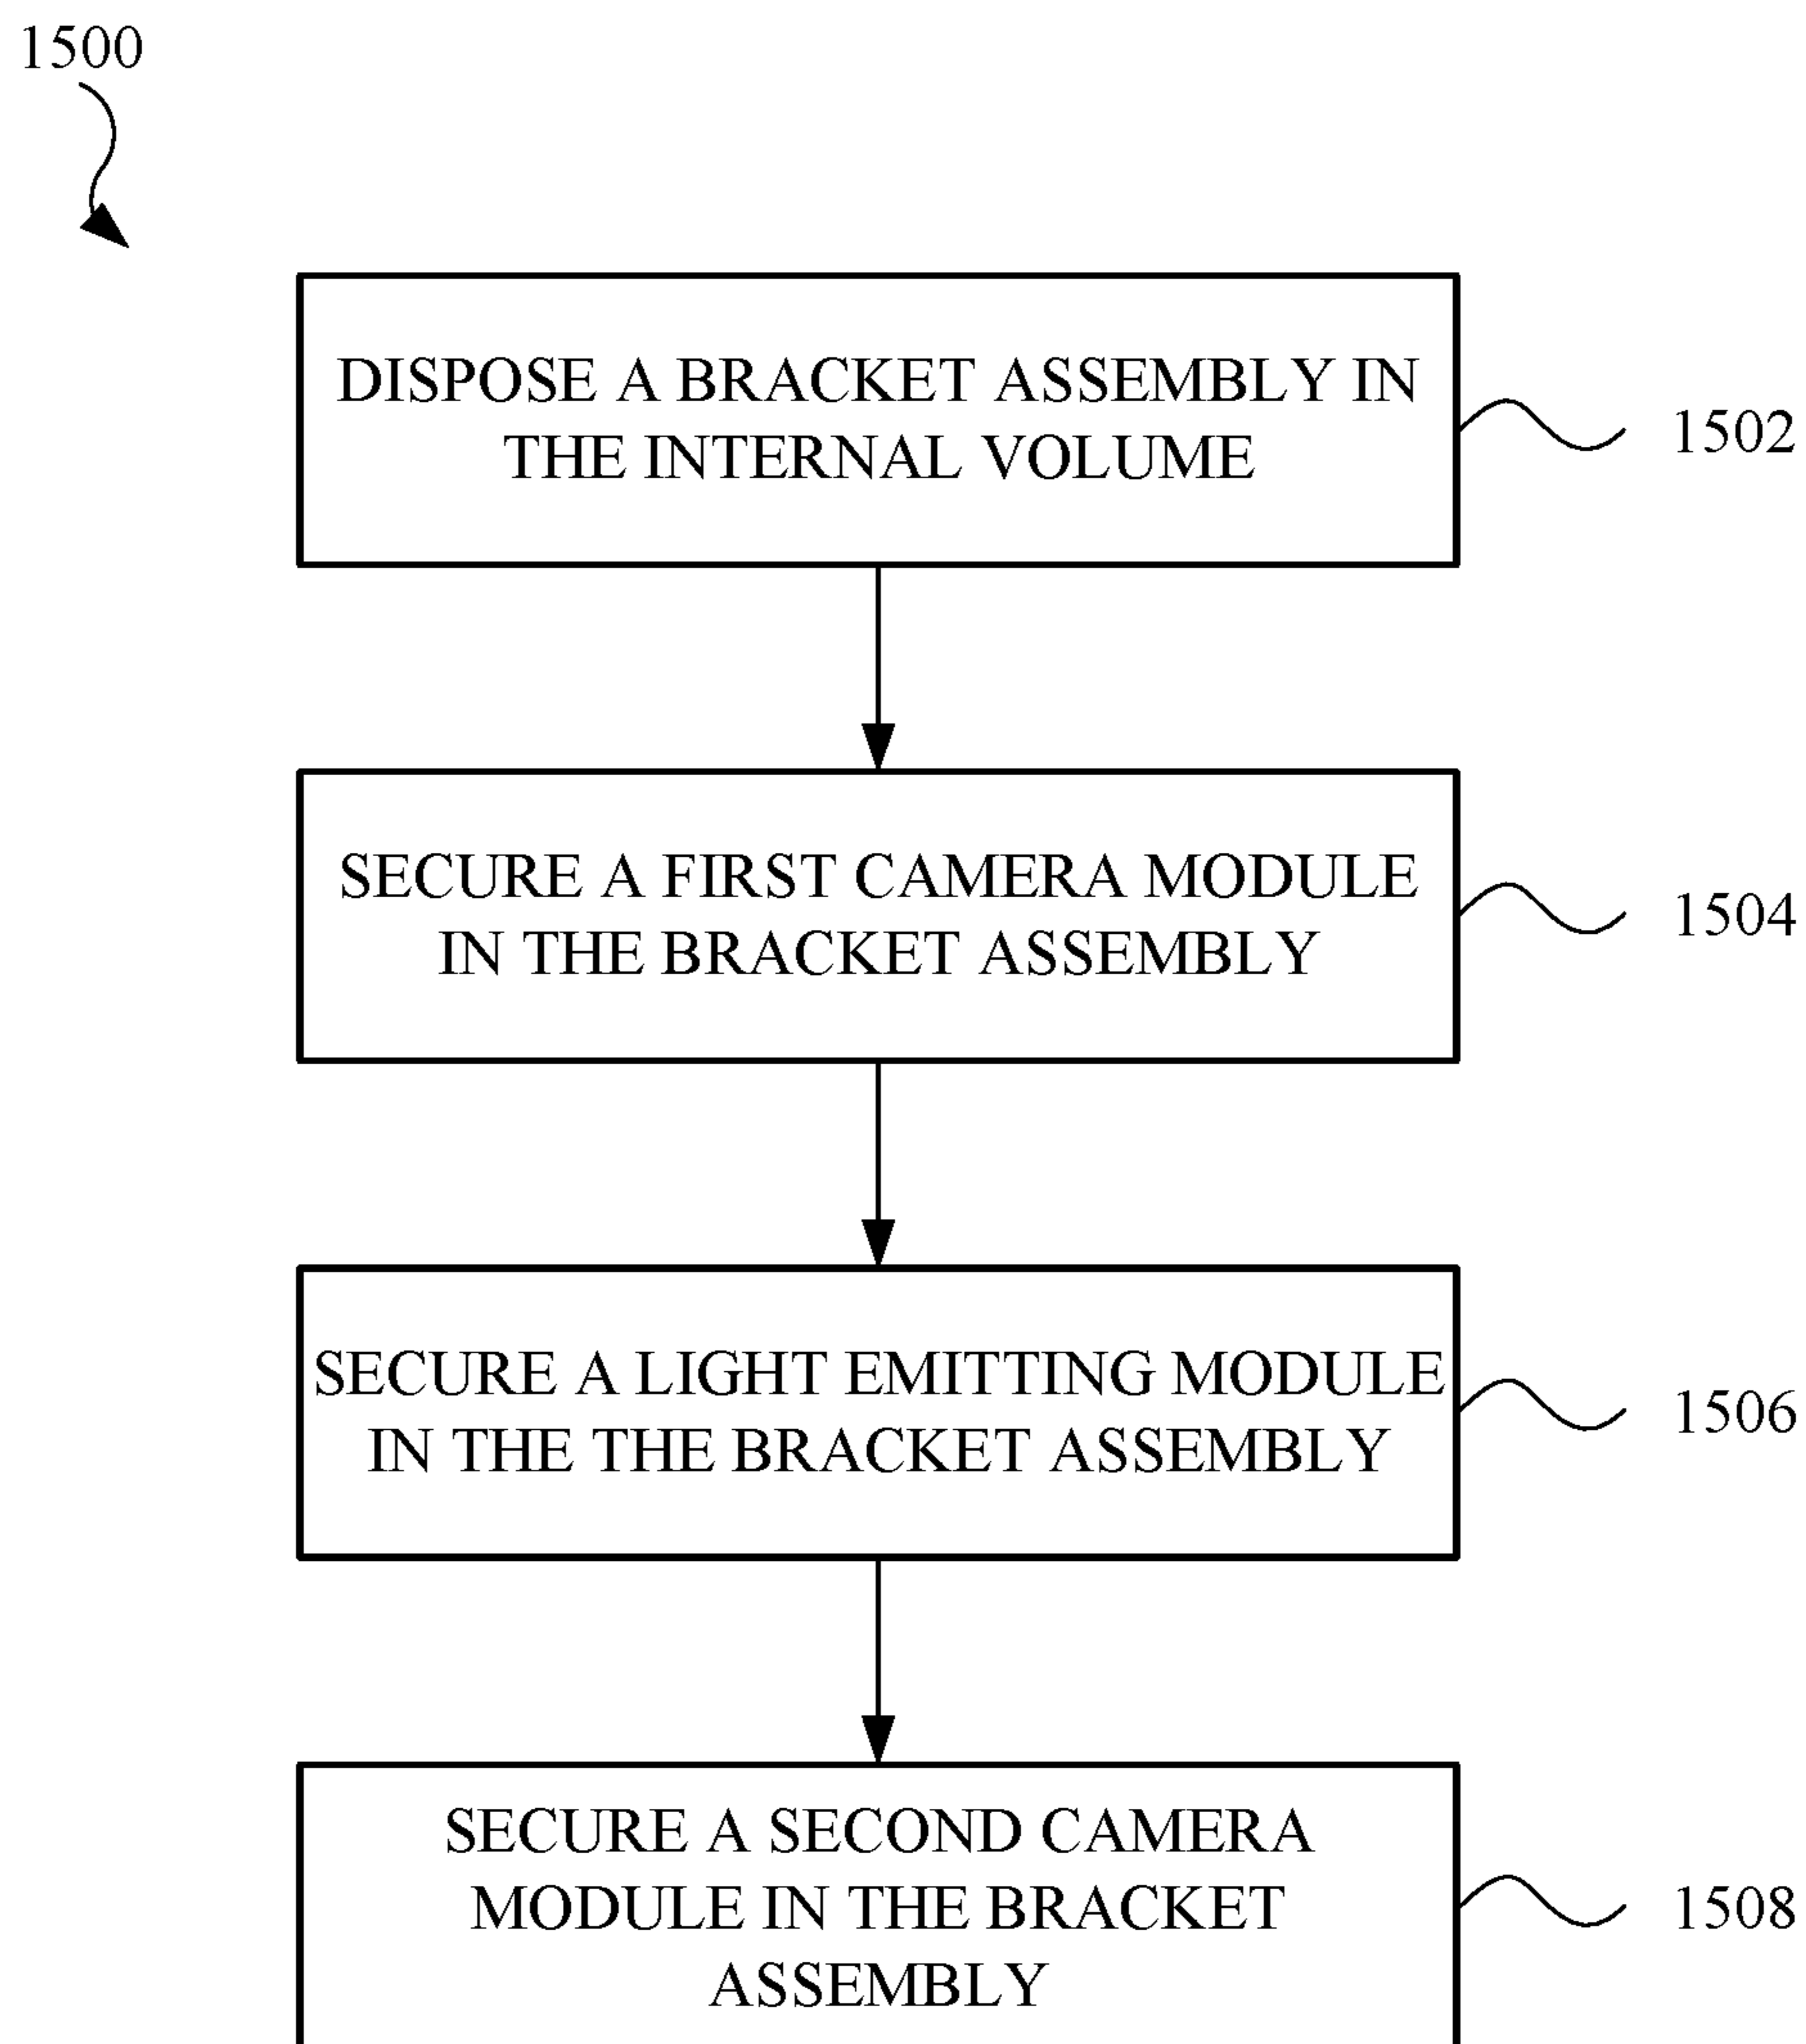 1500
DISPOSE A BRACKET ASSEMBLY IN
THE INTERNAL VOLUME
1502
SECURE A FIRST CAMERA MODULE
IN THE BRACKET ASSEMBLY
1504
SECURE A LIGHT EMITTING MODULE
IN THE THE BRACKET ASSEMBLY
1506
SECURE A SECOND CAMERA
MODULE IN THE BRACKET
ASSEMBLY
1508